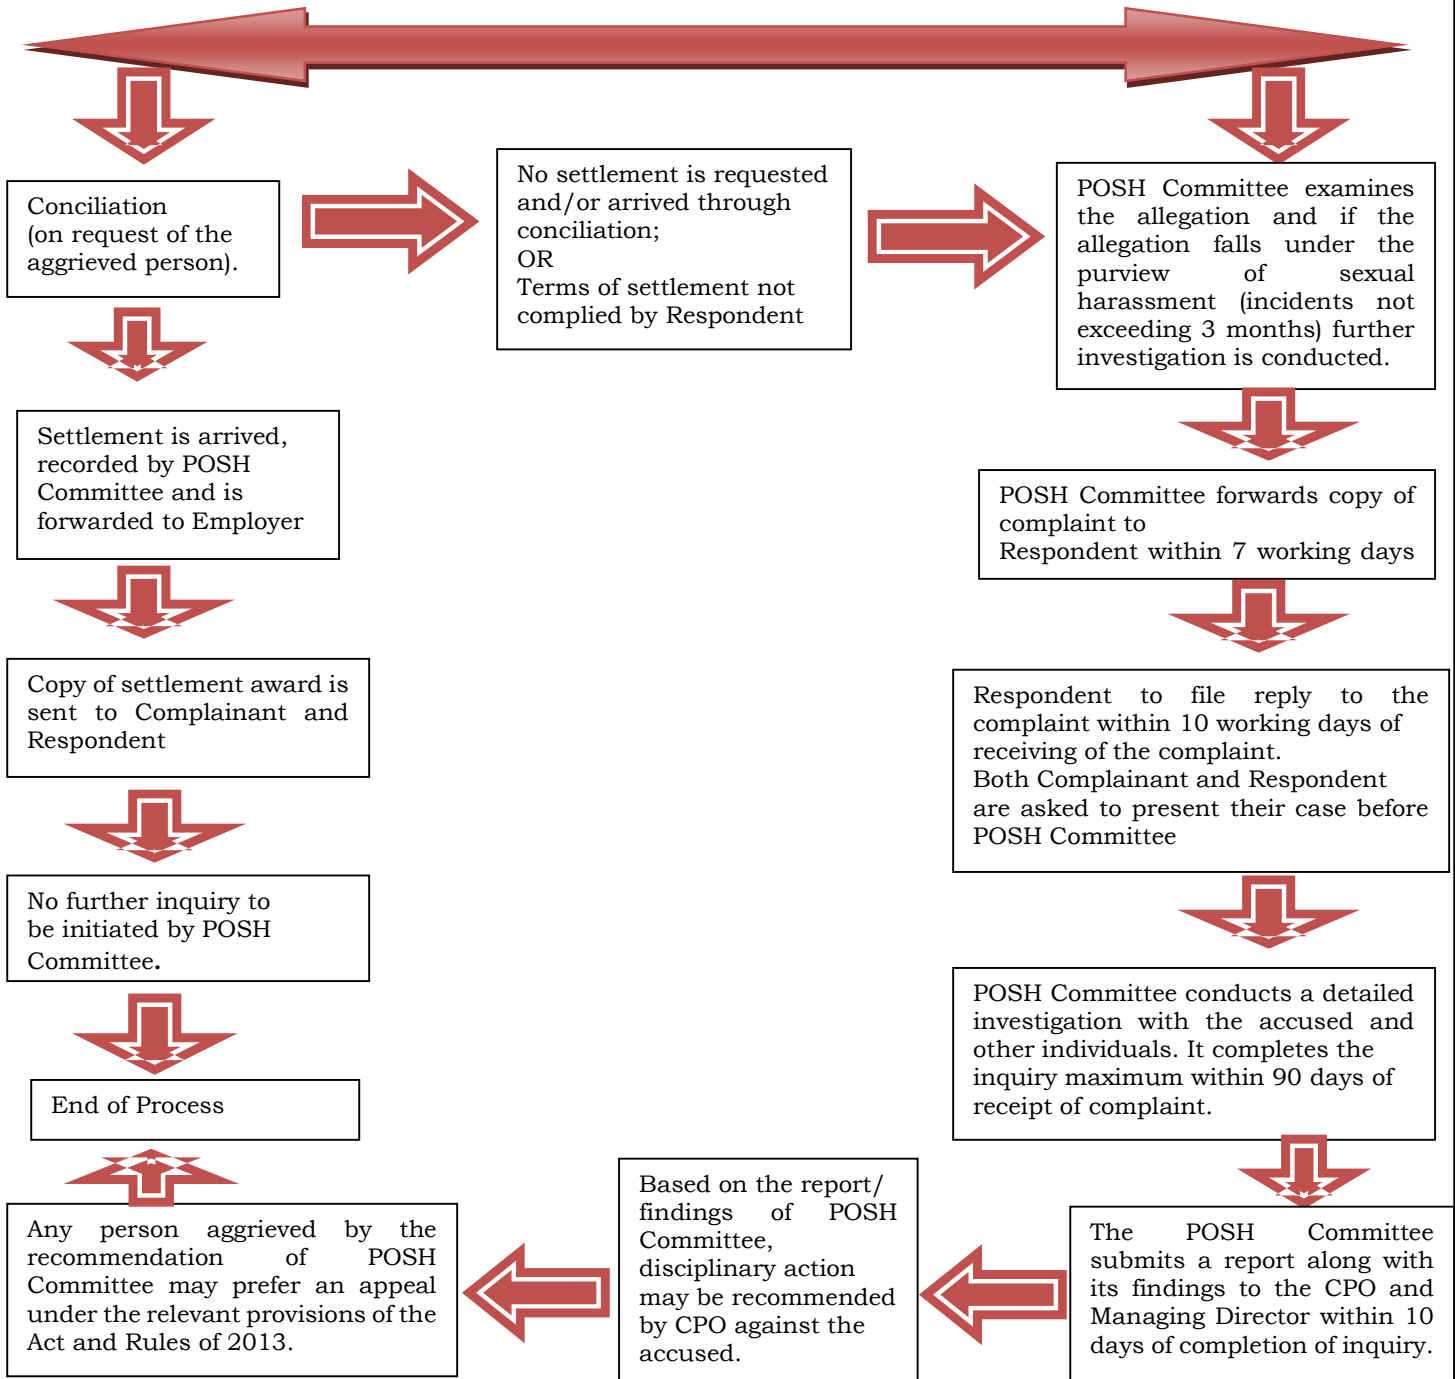 Conciliation
(on request of the
aggrieved person).
No settlement is requested
and/or arrived through
conciliation;
OR
Terms of settlement not
complied by Respondent
POSH Committee examines
the allegation and if the
allegation falls under the
purview of sexual
harassment (incidents not
exceeding 3 months) further
investigation is conducted.
Settlement is arrived,
recorded by POSH
Committee and is
forwarded to Employer
POSH Committee forwards copy of
complaint to
Respondent within 7 working days
Copy of settlement award is
sent to Complainant and
Respondent
Respondent to file reply to the
complaint within 10 working days of
receiving of the complaint.
Both Complainant and Respondent
are asked to present their case before
POSH Committee
No further inquiry to
be initiated by POSH
Committee.
POSH Committee conducts a detailed
investigation with the accused and
other individuals. It completes the
inquiry maximum within 90 days of
receipt of complaint.
End of Process
Any person aggrieved by the
recommendation of POSH
Committee may prefer an appeal
under the relevant provisions of the
Act and Rules of 2013.
Based on the report/
findings of POSH
Committee,
disciplinary action
may be recommended
by CPO against the
accused.
The POSH Committee
submits a report along with
its findings to the CPO and
Managing Director within 10
days of completion of inquiry.